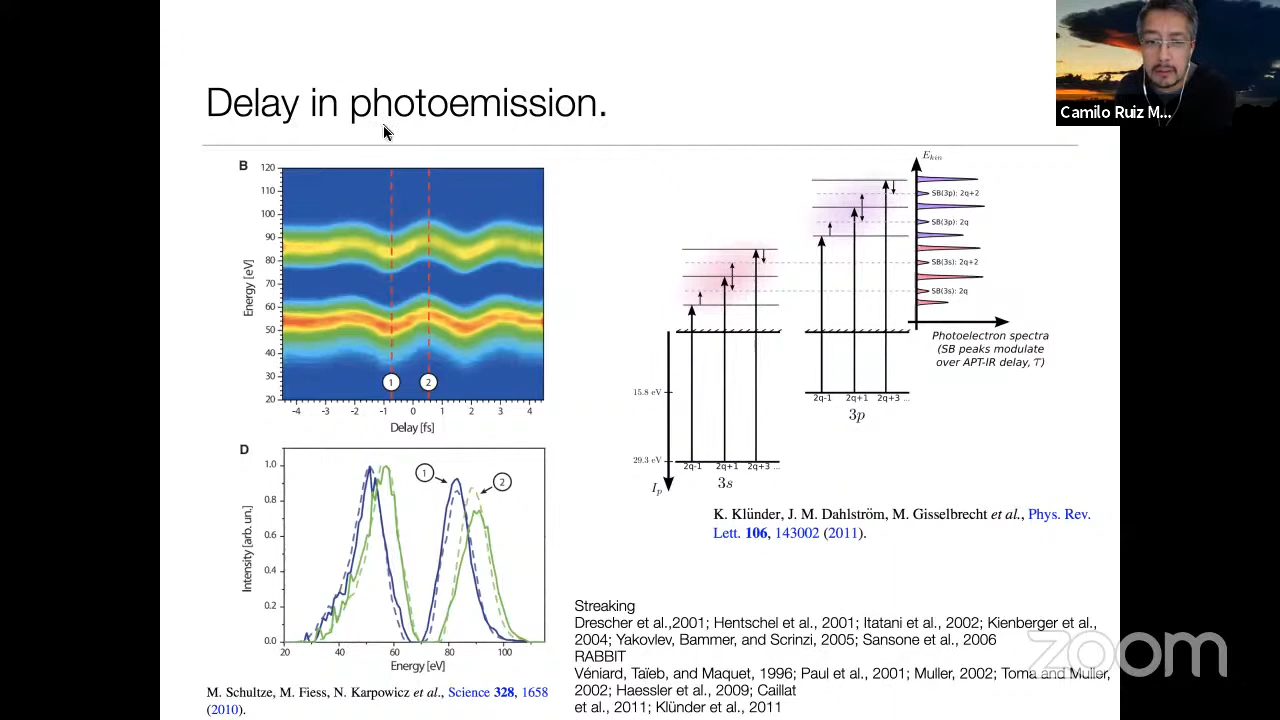 Camilo Ruiz M...
Delay in photoemission.
B
120
110
100
90
80
70
60
50
40
30
20
Energy [eV]
1
2
-4 -3 -2 -1 0 1 2 3 4
Delay [fs]
D
1.0
0.8
0.6
0.4
0.2
0.0
Intensity [arb. un.]
1
2
20 40 60 80 100
Energy [eV]
M. Schultze, M. Fiess, N. Karpowicz et al., Science 328, 1658
(2010).
Ekin
SB(3p): 2q+2
SB(3p): 2q
SB(3s): 2q+2
SB(3s): 2q
Photoelectron spectra
(SB peaks modulate
over APT-IR delay, τ)
15.8 eV
2q-1 2q+1 2q+3 ...
3p
29.3 eV
2q-1 2q+1 2q+3 ...
3s
Ip
K. Klünder, J. M. Dahlström, M. Gisselbrecht et al., Phys. Rev.
Lett. 106, 143002 (2011).
Streaking
Drescher et al.,2001; Hentschel et al., 2001; Itatani et al., 2002; Kienberger et al.,
2004; Yakovlev, Bammer, and Scrinzi, 2005; Sansone et al., 2006
RABBIT
Véniard, Taïeb, and Maquet, 1996; Paul et al., 2001; Muller, 2002; Toma and Muller,
2002; Haessler et al., 2009; Caillat
et al., 2011; Klünder et al., 2011
zoom